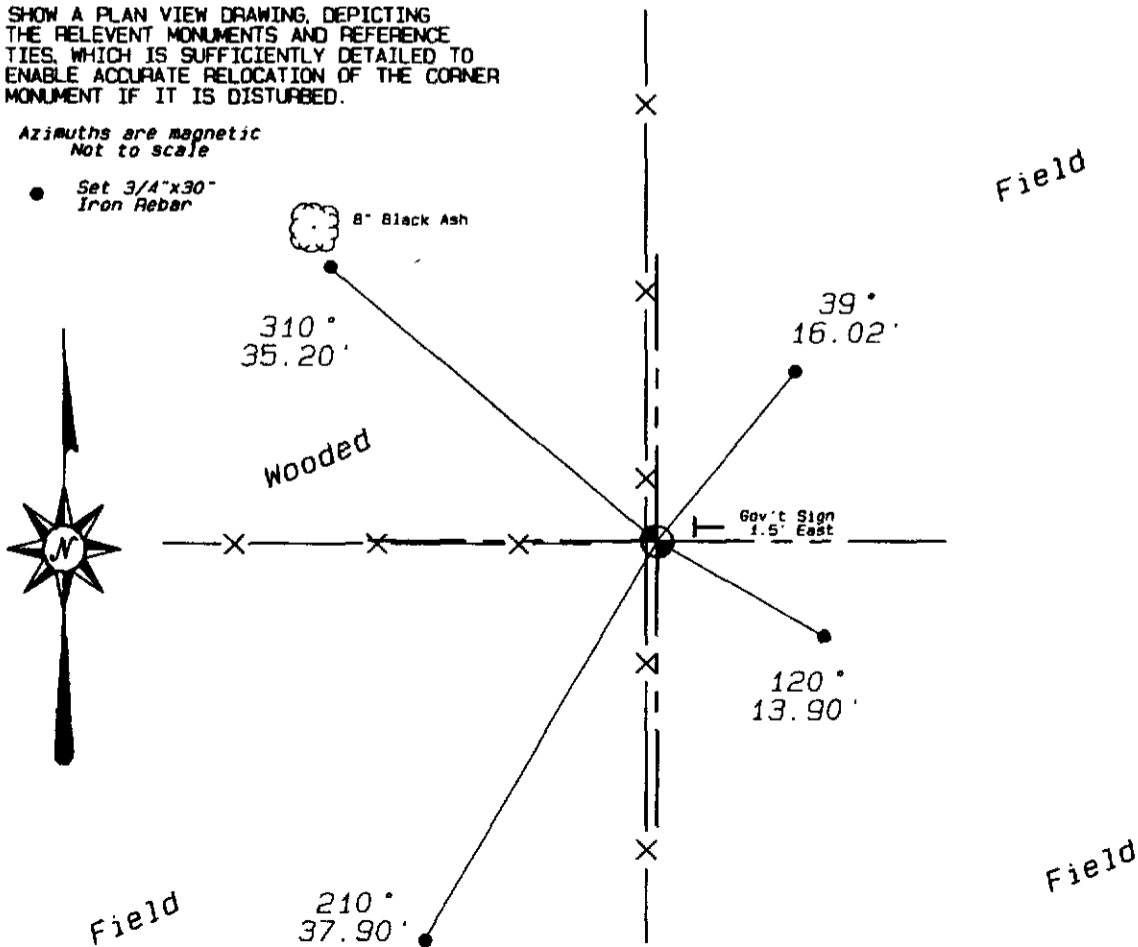 SHOW A PLAN VIEW DRAWING, DEPICTING
THE RELEVENT MONUMENTS AND REFERENCE
TIES, WHICH IS SUFFICIENTLY DETAILED TO
ENABLE ACCURATE RELOCATION OF THE CORNER
MONUMENT IF IT IS DISTURBED.
Azimuths are magnetic
Not to scale
Set 3/4"x30"
Iron Rebar
8" Black Ash
Field
310°
35.20'
39°
16.02'
Wooded
Gov't Sign
1.5' East
N
120°
13.90'
Field
210°
37.90'
Field